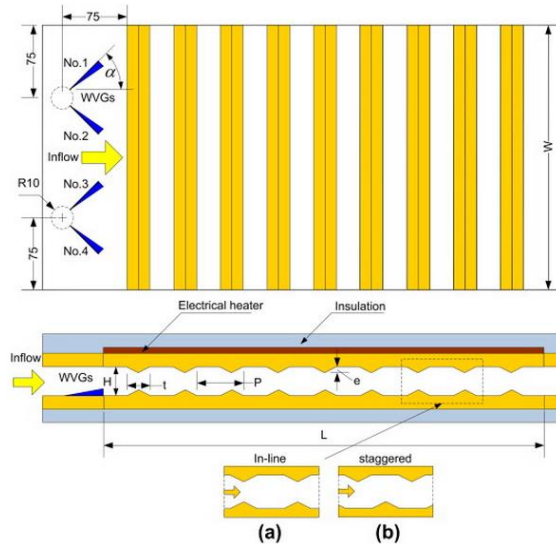 75
75
No.1
α
WVGs
No.2
Inflow
W
R10
No.3
No.4
75
Electrical heater
Insulation
Inflow
WVGs
H
t
P
e
L
In-line
staggered
(a)
(b)